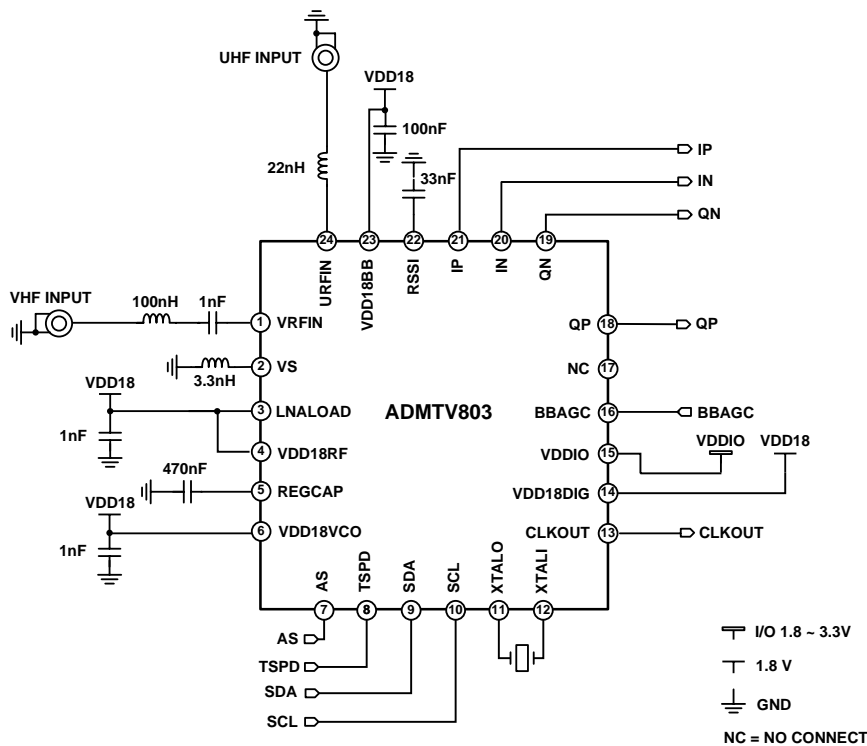 UHF INPUT
VDD18
100nF
22nH
33nF
IP
IN
QN
24
23
22
21
20
19
URFIN
VDD18BB
RSSI
IP
IN
QN
VHF INPUT
100nH
1nF
1
VRFIN
QP
18
QP
2
VS
3.3nH
NC
17
VDD18
3
LNALOAD
ADMTV803
BBAGC
16
BBAGC
1nF
4
VDD18RF
VDDIO
15
VDDIO
VDD18
470nF
5
REGCAP
VDD18DIG
14
VDD18
6
VDD18VCO
CLKOUT
13
CLKOUT
1nF
AS
TSPD
SDA
SCL
XTALO
XTALI
7
8
9
10
11
12
AS
TSPD
SDA
SCL
I/O 1.8 ~ 3.3V
1.8 V
GND
NC = NO CONNECT